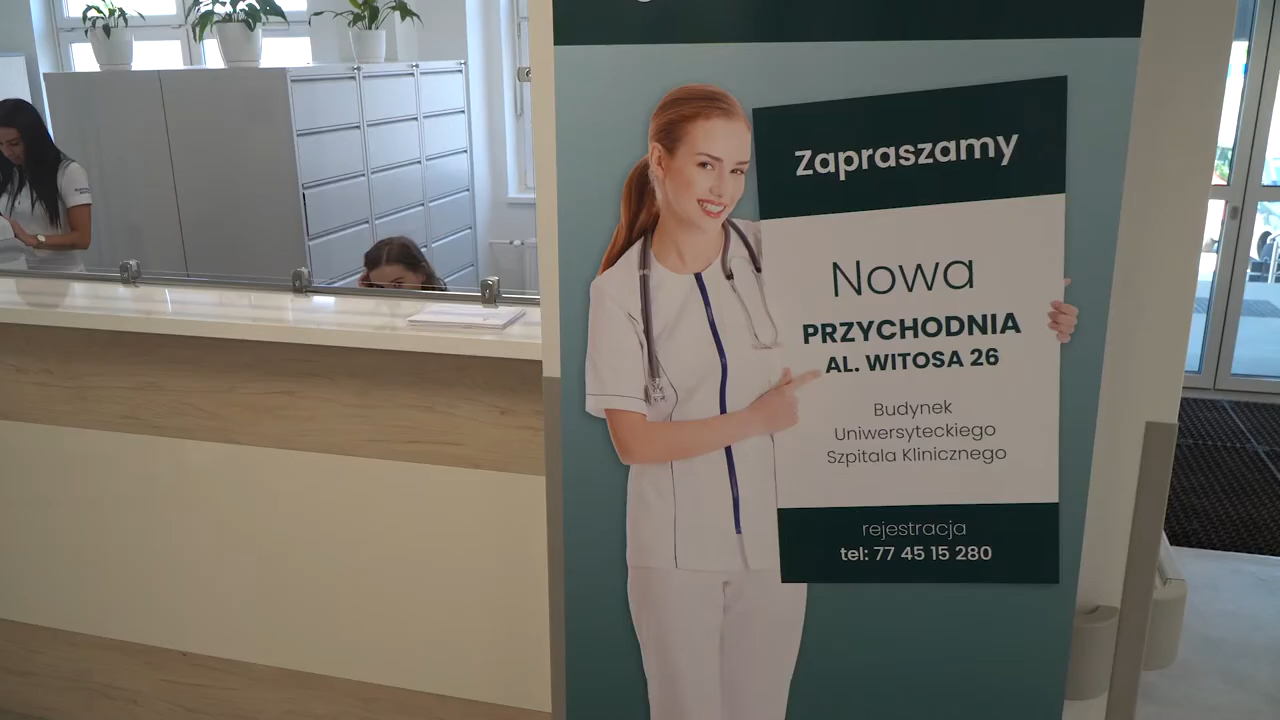 Zapraszamy
Nowa
PRZYCHODNIA
AL. WITOSA 26
Budynek
Uniwersyteckiego
Szpitala Klinicznego
rejestracja
tel: 77 45 15 280